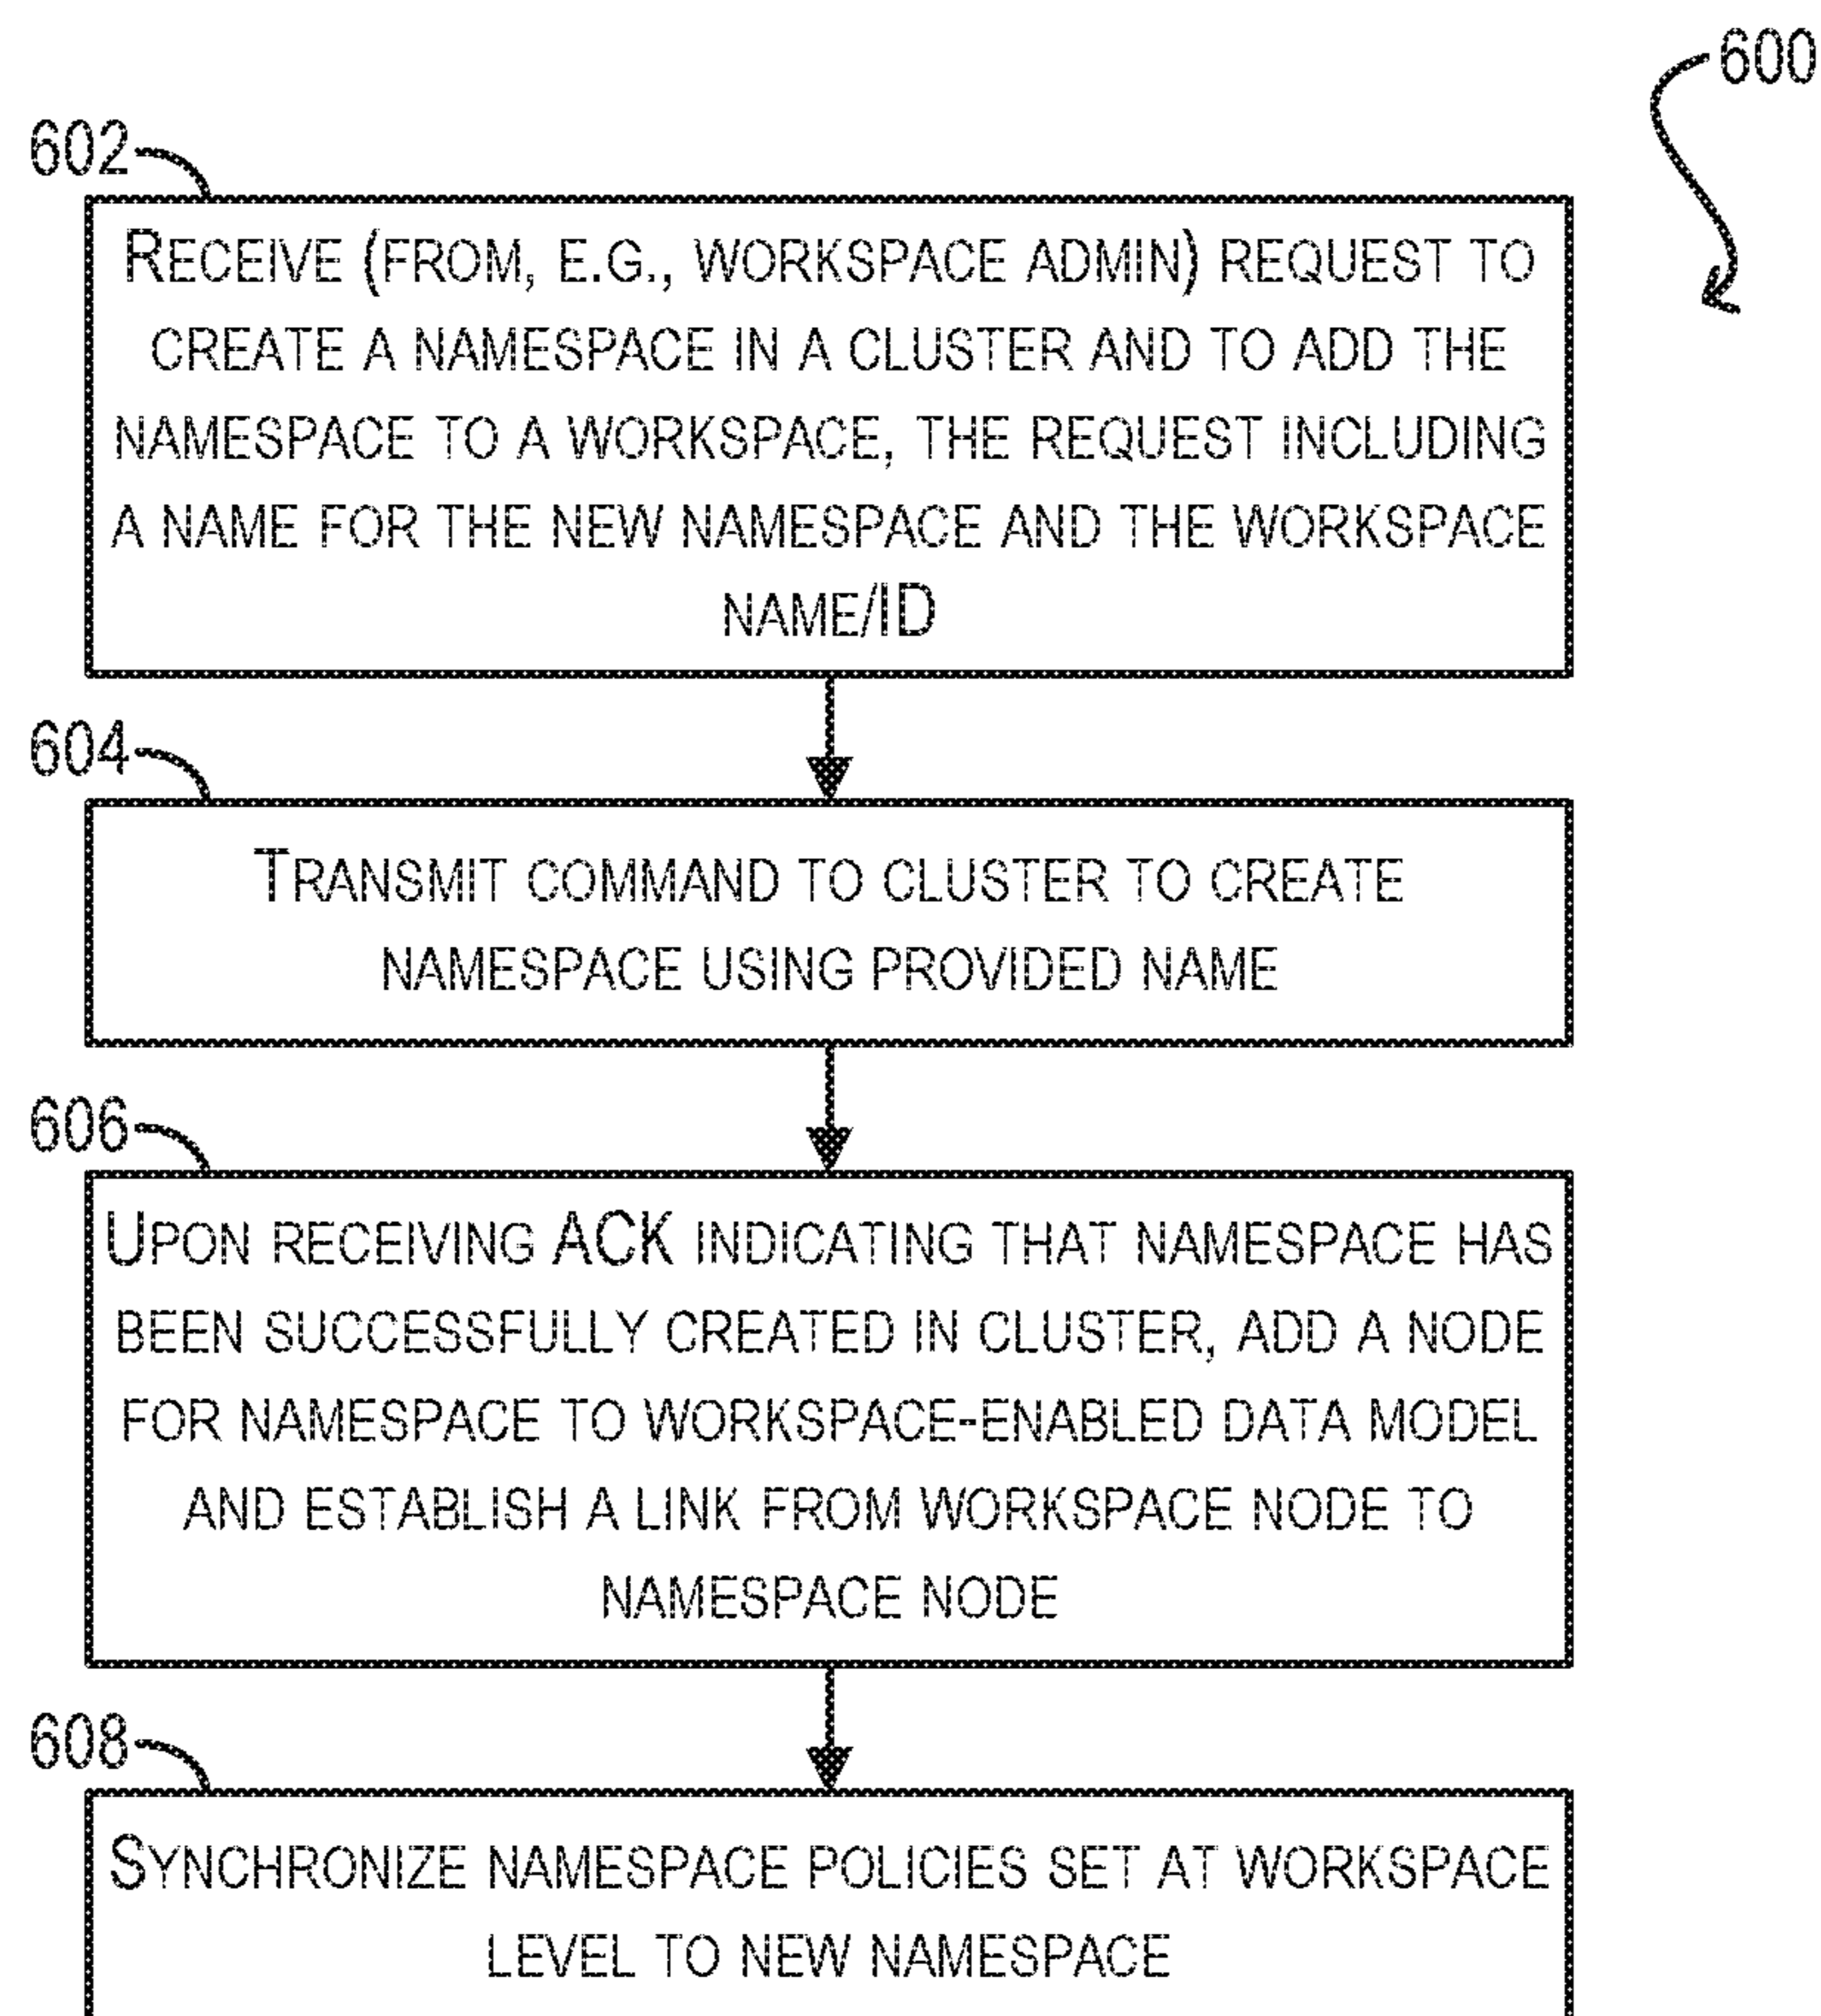 600
602
RECEIVE (FROM, E.G., WORKSPACE ADMIN) REQUEST TO
CREATE A NAMESPACE IN A CLUSTER AND TO ADD THE
NAMESPACE TO A WORKSPACE, THE REQUEST INCLUDING
A NAME FOR THE NEW NAMESPACE AND THE WORKSPACE
NAME/ID
604
TRANSMIT COMMAND TO CLUSTER TO CREATE
NAMESPACE USING PROVIDED NAME
606
UPON RECEIVING ACK INDICATING THAT NAMESPACE HAS
BEEN SUCCESSFULLY CREATED IN CLUSTER, ADD A NODE
FOR NAMESPACE TO WORKSPACE-ENABLED DATA MODEL
AND ESTABLISH A LINK FROM WORKSPACE NODE TO
NAMESPACE NODE
608
SYNCHRONIZE NAMESPACE POLICIES SET AT WORKSPACE
LEVEL TO NEW NAMESPACE